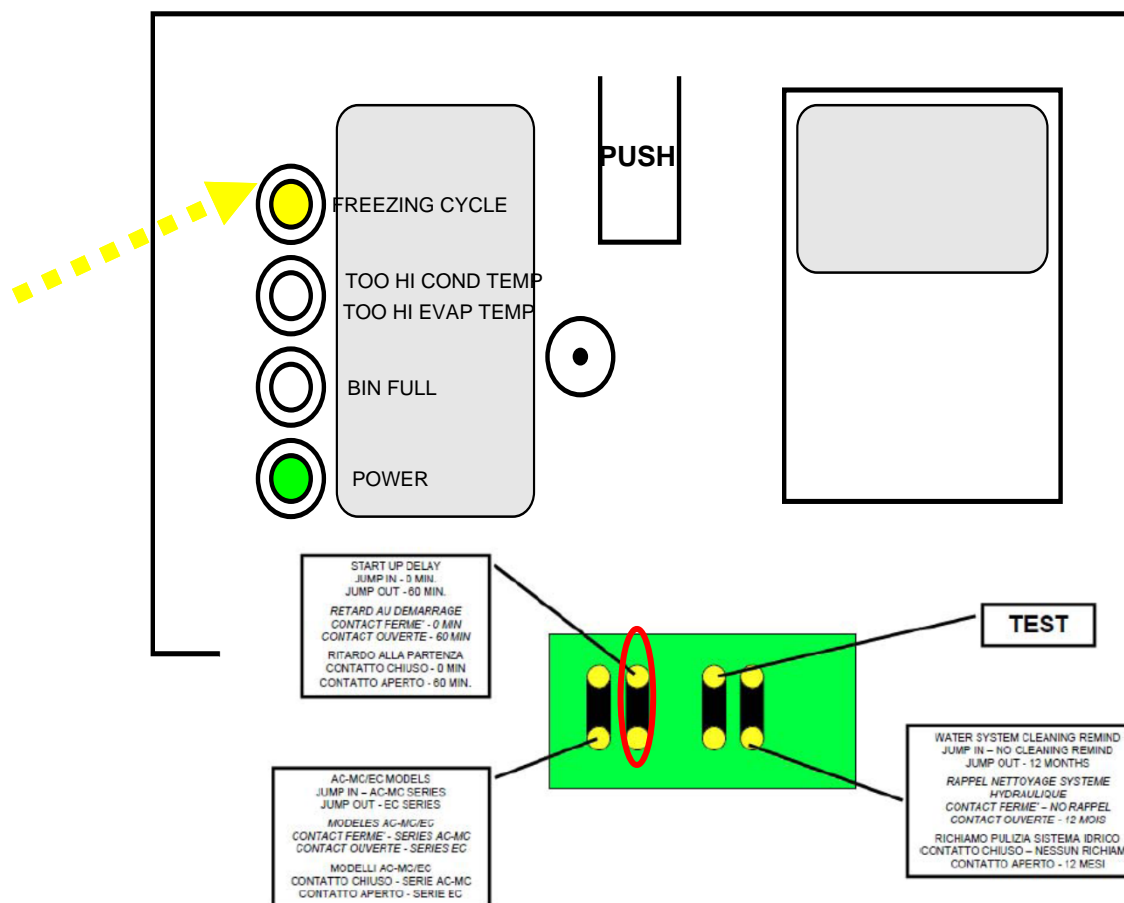 PUSH
FREEZING CYCLE
TOO HI COND TEMP
TOO HI EVAP TEMP
BIN FULL
POWER
START UP DELAY
JUMP IN - 0 MIN.
JUMP OUT - 60 MIN.
RETARD AU DEMARRAGE
CONTACT FERME' - 0 MIN
CONTACT OUVERTE - 60 MIN
RITARDO ALLA PARTENZA
CONTATTO CHIUSO - 0 MIN
CONTATTO APERTO - 60 MIN.
TEST
AC-MC/EC MODELS
JUMP IN – AC-MC SERIES
JUMP OUT - EC SERIES
MODELES AC-MC/EC
CONTACT FERME' - SERIES AC-MC
CONTACT OUVERTE - SERIES EC
MODELLI AC-MC/EC
CONTATTO CHIUSO - SERIE AC-MC
CONTATTO APERTO - SERIE EC
WATER SYSTEM CLEANING REMIND
JUMP IN – NO CLEANING REMIND
JUMP OUT - 12 MONTHS
RAPPEL NETTOYAGE SYSTEME
HYDRAULIQUE
CONTACT FERME' – NO RAPPEL
CONTACT OUVERTE - 12 MOIS
RICHIAMO PULIZIA SISTEMA IDRICO
CONTATTO CHIUSO – NESSUN RICHIAM
CONTATTO APERTO - 12 MESI